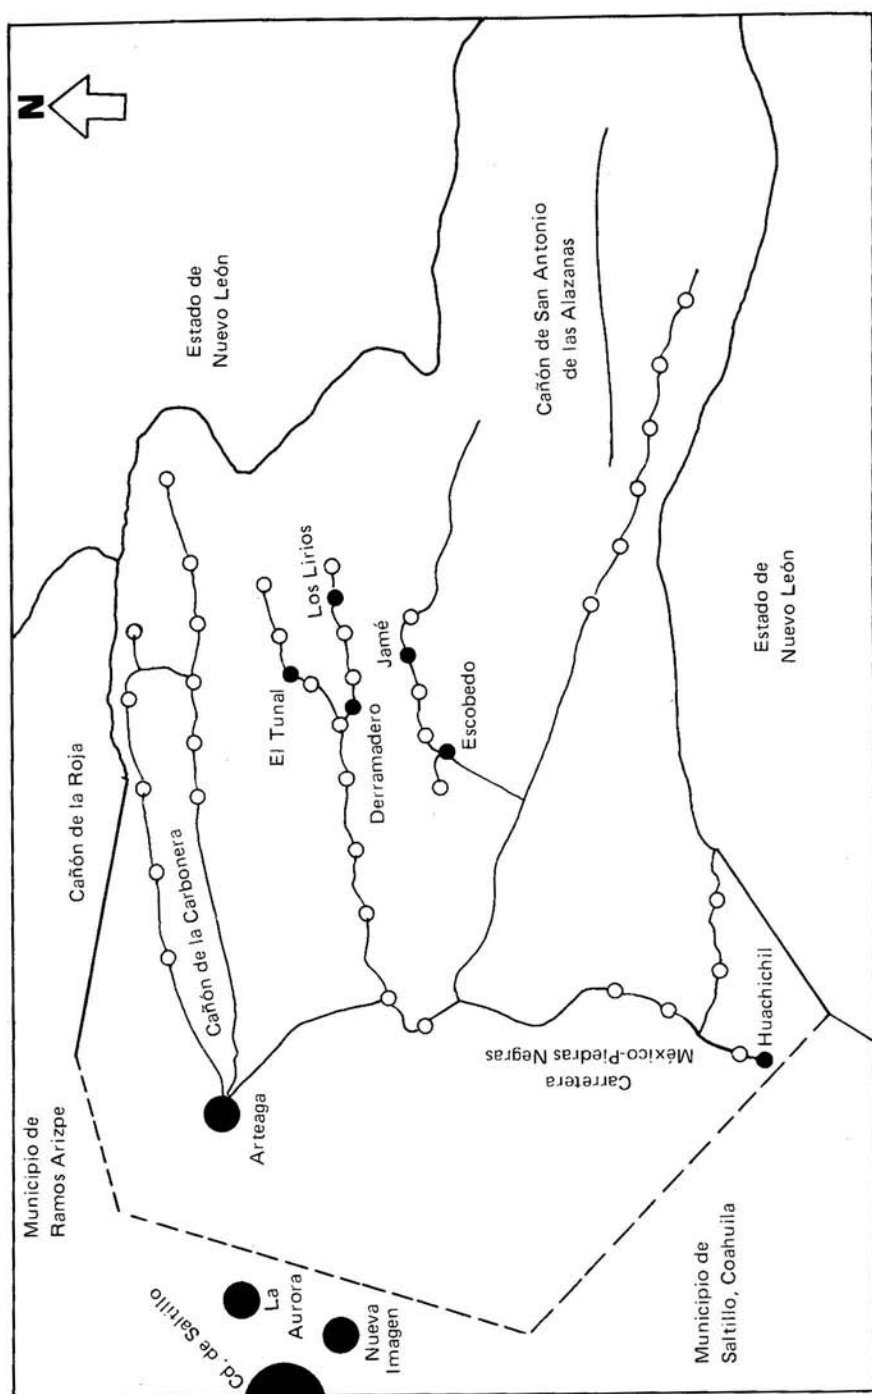 N
Municipio de
Ramos Arizpe
Cañón de la Roja
Estado de
Nuevo León
Cañón de la Carbonera
Cd. de Saltillo
La
Aurora
Nueva
Imagen
Arteaga
El Tunal
Los Lirios
Derramadero
Jamé
Escobedo
Cañón de San Antonio
de las Alazanas
Carretera
México-Piedras Negras
Huachichil
Municipio de
Saltillo, Coahuila
Estado de
Nuevo León